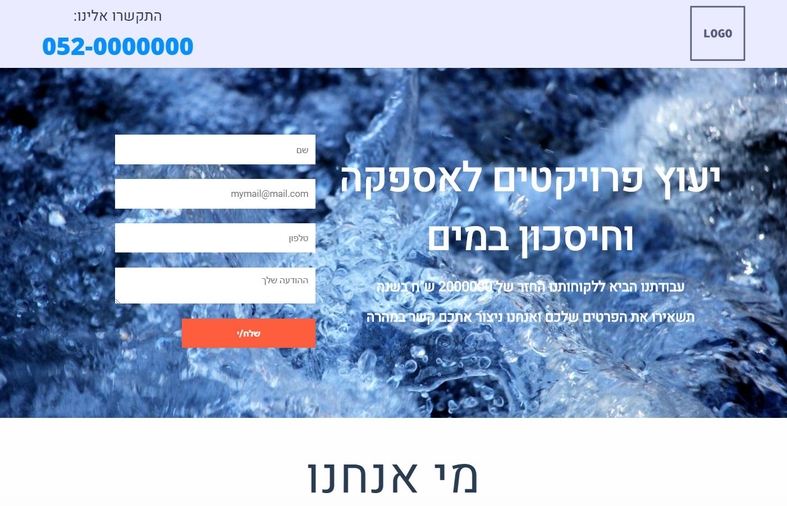 LOGO
התקשרו אלינו:
052-0000000
יעוץ פרויקטים לאספקה
וחיסכון במים
עבודתנו הביא ללקוחותנו החזר של 2000000 ש"ח בשנה
תשאירו את הפרטים שלכם ואנחנו ניצור אתכם קשר במהרה
שם
mymail@mail.com
טלפון
ההודעה שלך
שלח/י
מי אנחנו